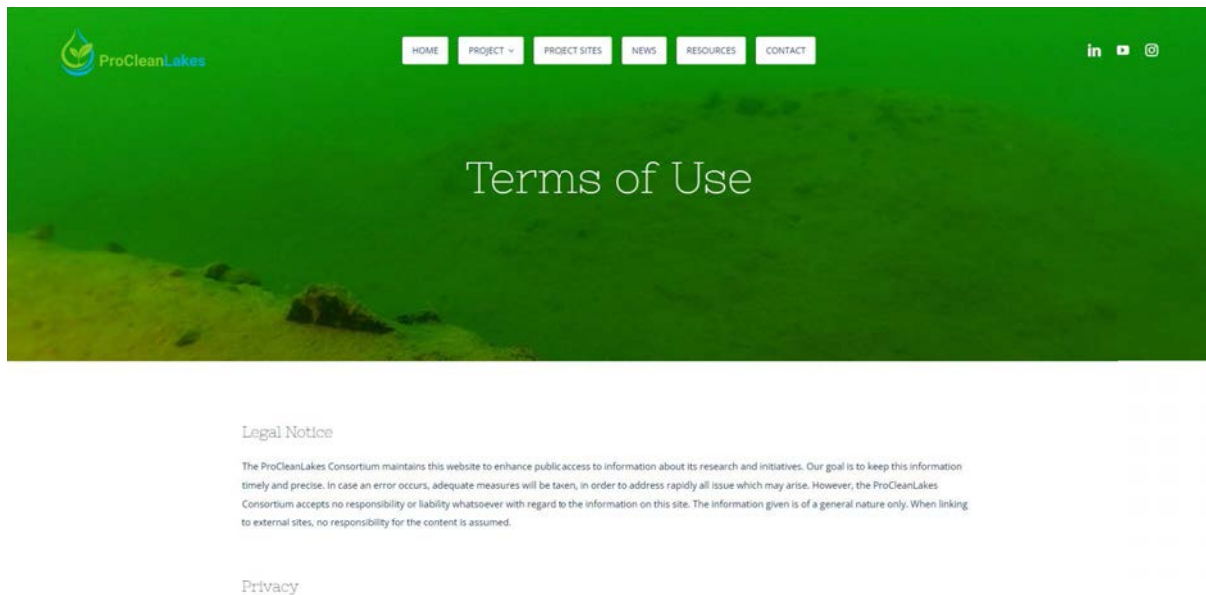 ProCleanLakes
HOME
PROJECT
PROJECT SITES
NEWS
RESOURCES
CONTACT
in
Terms of Use
Legal Notice
The ProCleanLakes Consortium maintains this website to enhance public access to information about its research and initiatives. Our goal is to keep this information
timely and precise. In case an error occurs, adequate measures will be taken, in order to address rapidly all issue which may arise. However, the ProCleanLakes
Consortium accepts no responsibility or liability whatsoever with regard to the information on this site. The information given is of a general nature only. When linking
to external sites, no responsibility for the content is assumed.
Privacy